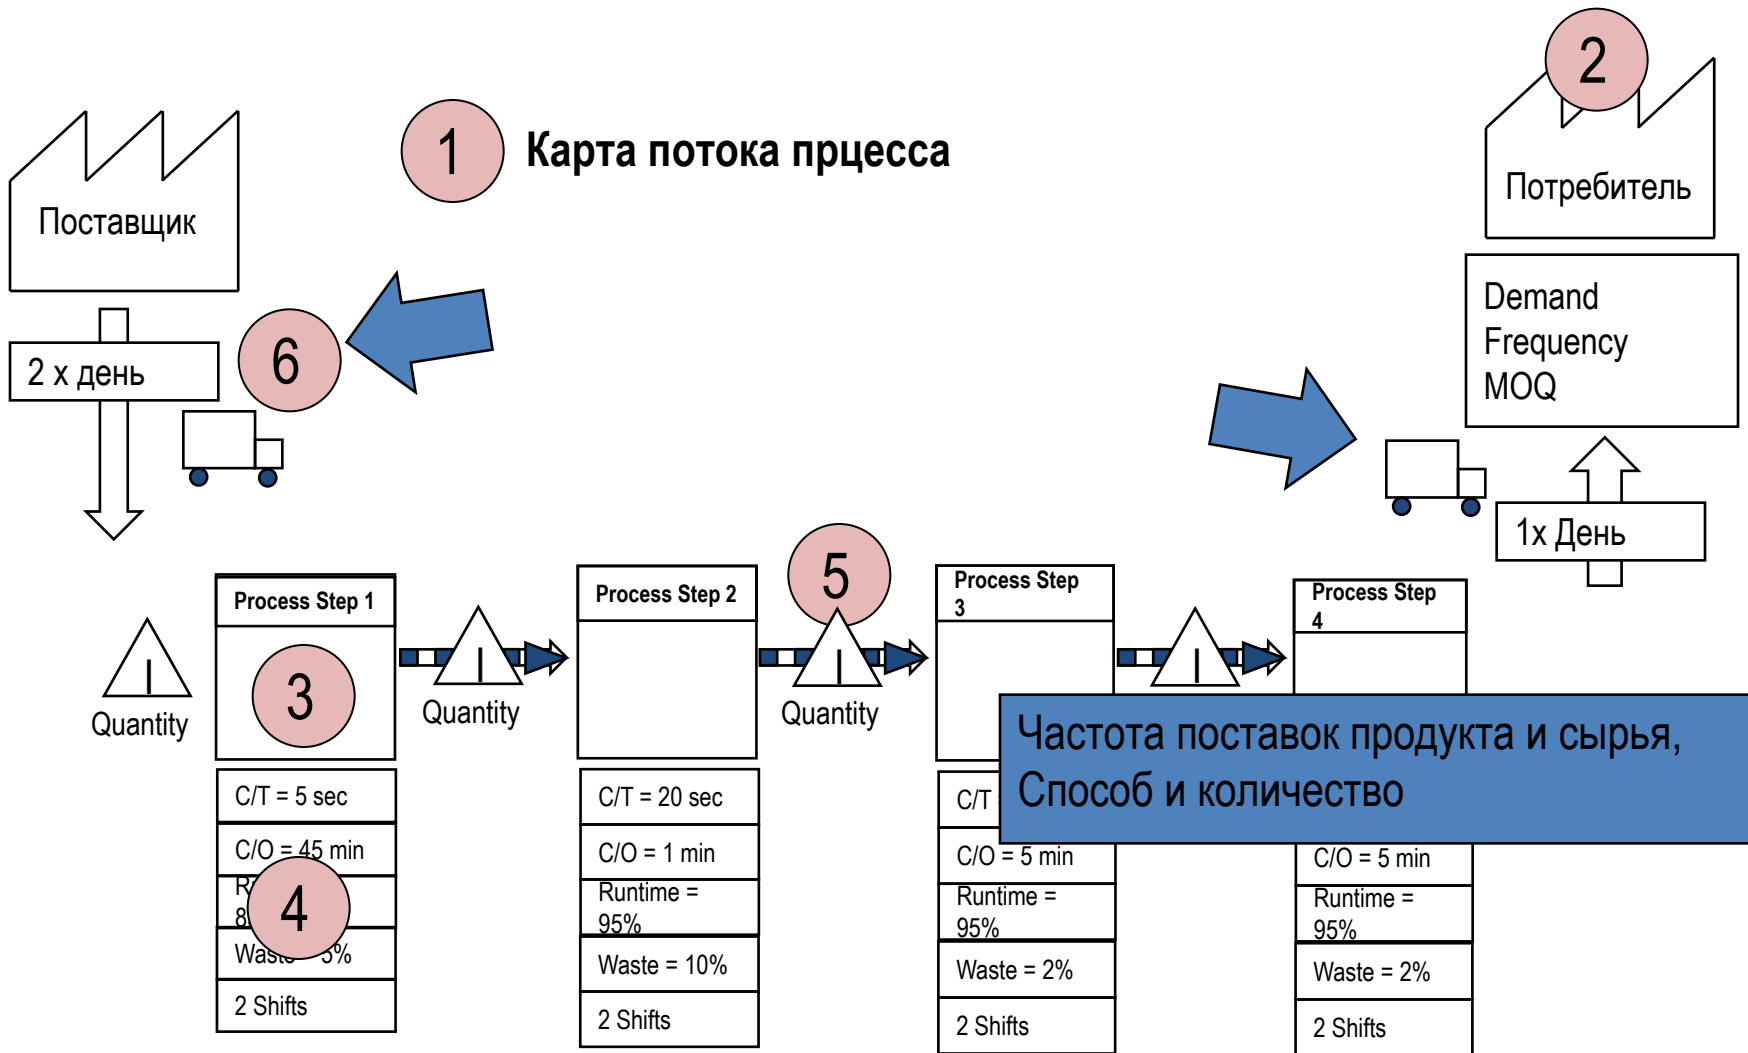 1
Карта потока прцесса
2
Поставщик
Потребитель
Demand
Frequency
MOQ
2 х день
6
1х День
5
Process Step 1
Process Step 2
Process Step
3
Process Step
4
I
I
I
I
3
Quantity
Quantity
Quantity
Частота поставок продукта и сырья,
Способ и количество
C/T = 5 sec
C/O = 45 min
4
2 Shifts
C/T = 20 sec
C/O = 1 min
Runtime =
95%
Waste = 10%
2 Shifts
C/T
C/O = 5 min
Runtime =
95%
Waste = 2%
2 Shifts
C/O = 5 min
Runtime =
95%
Waste = 2%
2 Shifts